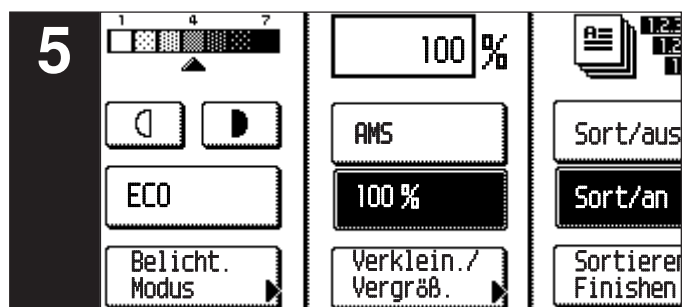 5
1 4 7
ECO
Belicht.
Modus
100 %
AMS
100 %
Verklein./
Vergröß.
Sort/aus
Sort/an
Sortieren
Finishen